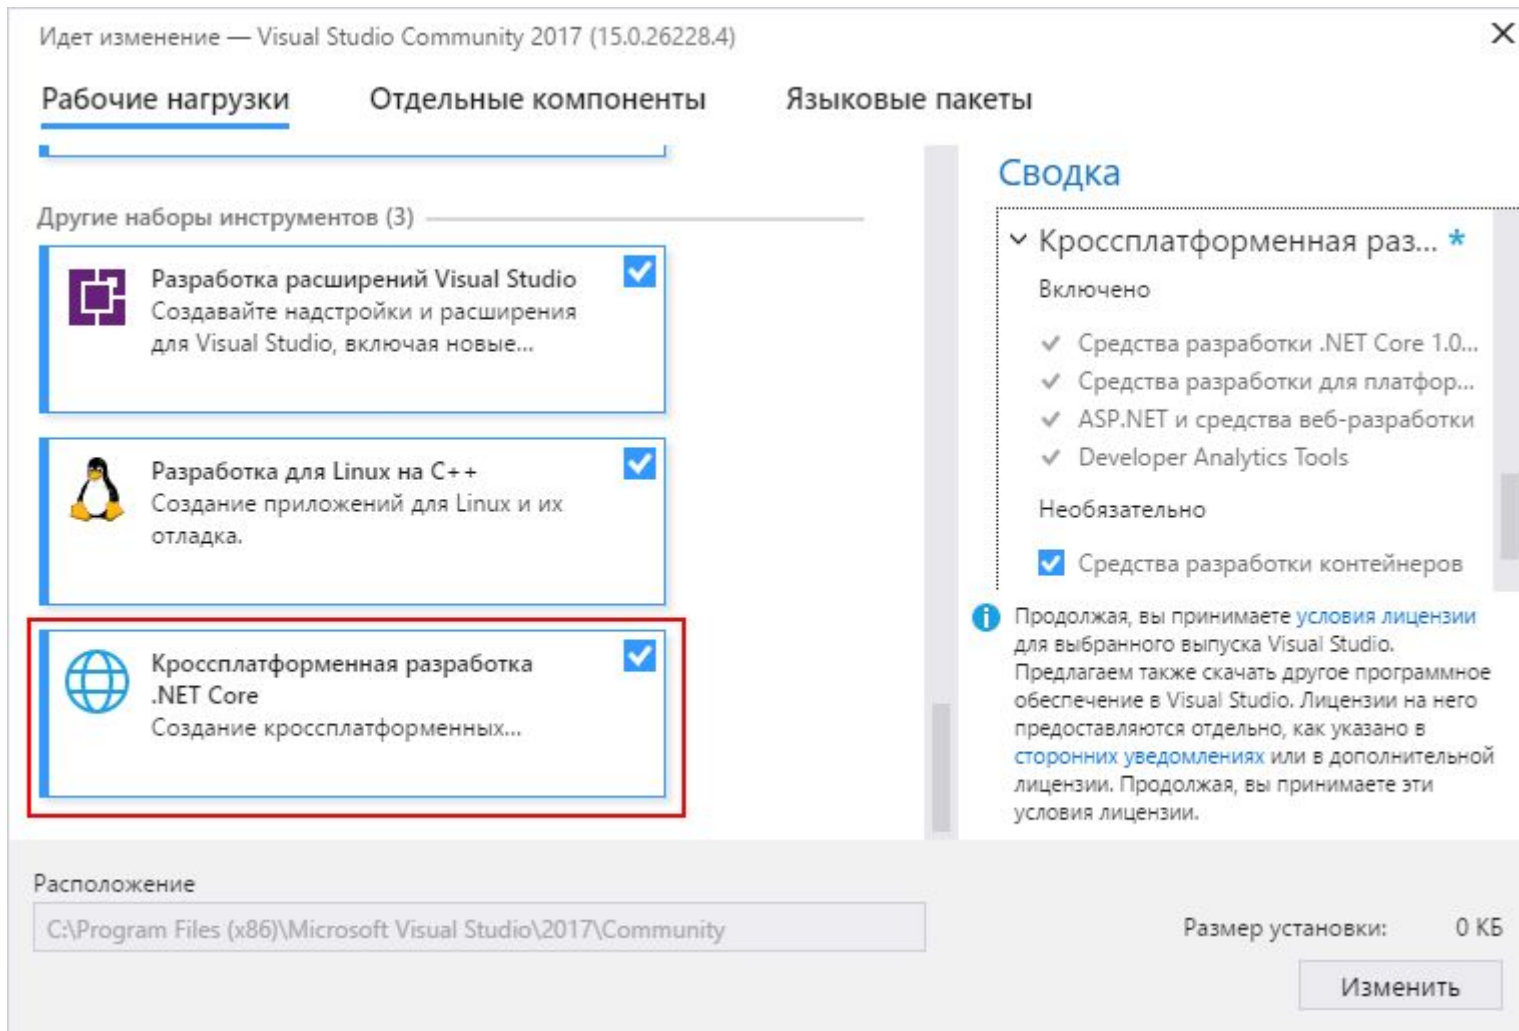 Идет изменение — Visual Studio Community 2017 (15.0.26228.4)
Рабочие нагрузки
Отдельные компоненты
Языковые пакеты
Другие наборы инструментов (3)
Разработка расширений Visual Studio
Создавайте надстройки и расширения
для Visual Studio, включая новые...
Разработка для Linux на C++
Создание приложений для Linux и их
отладка.
Кроссплатформенная разработка
.NET Core
Создание кроссплатформенных...
Сводка
Кроссплатформенная раз... *
Включено
Средства разработки .NET Core 1.0...
Средства разработки для платфор...
ASP.NET и средства веб-разработки
Developer Analytics Tools
Необязательно
Средства разработки контейнеров
Продолжая, вы принимаете условия лицензии
для выбранного выпуска Visual Studio.
Предлагаем также скачать другое программное
обеспечение в Visual Studio. Лицензии на него
предоставляются отдельно, как указано в
сторонних уведомлениях или в дополнительной
лицензии. Продолжая, вы принимаете эти
условия лицензии.
Расположение
C:\Program Files (x86)\Microsoft Visual Studio\2017\Community
Размер установки: 0 КБ
Изменить